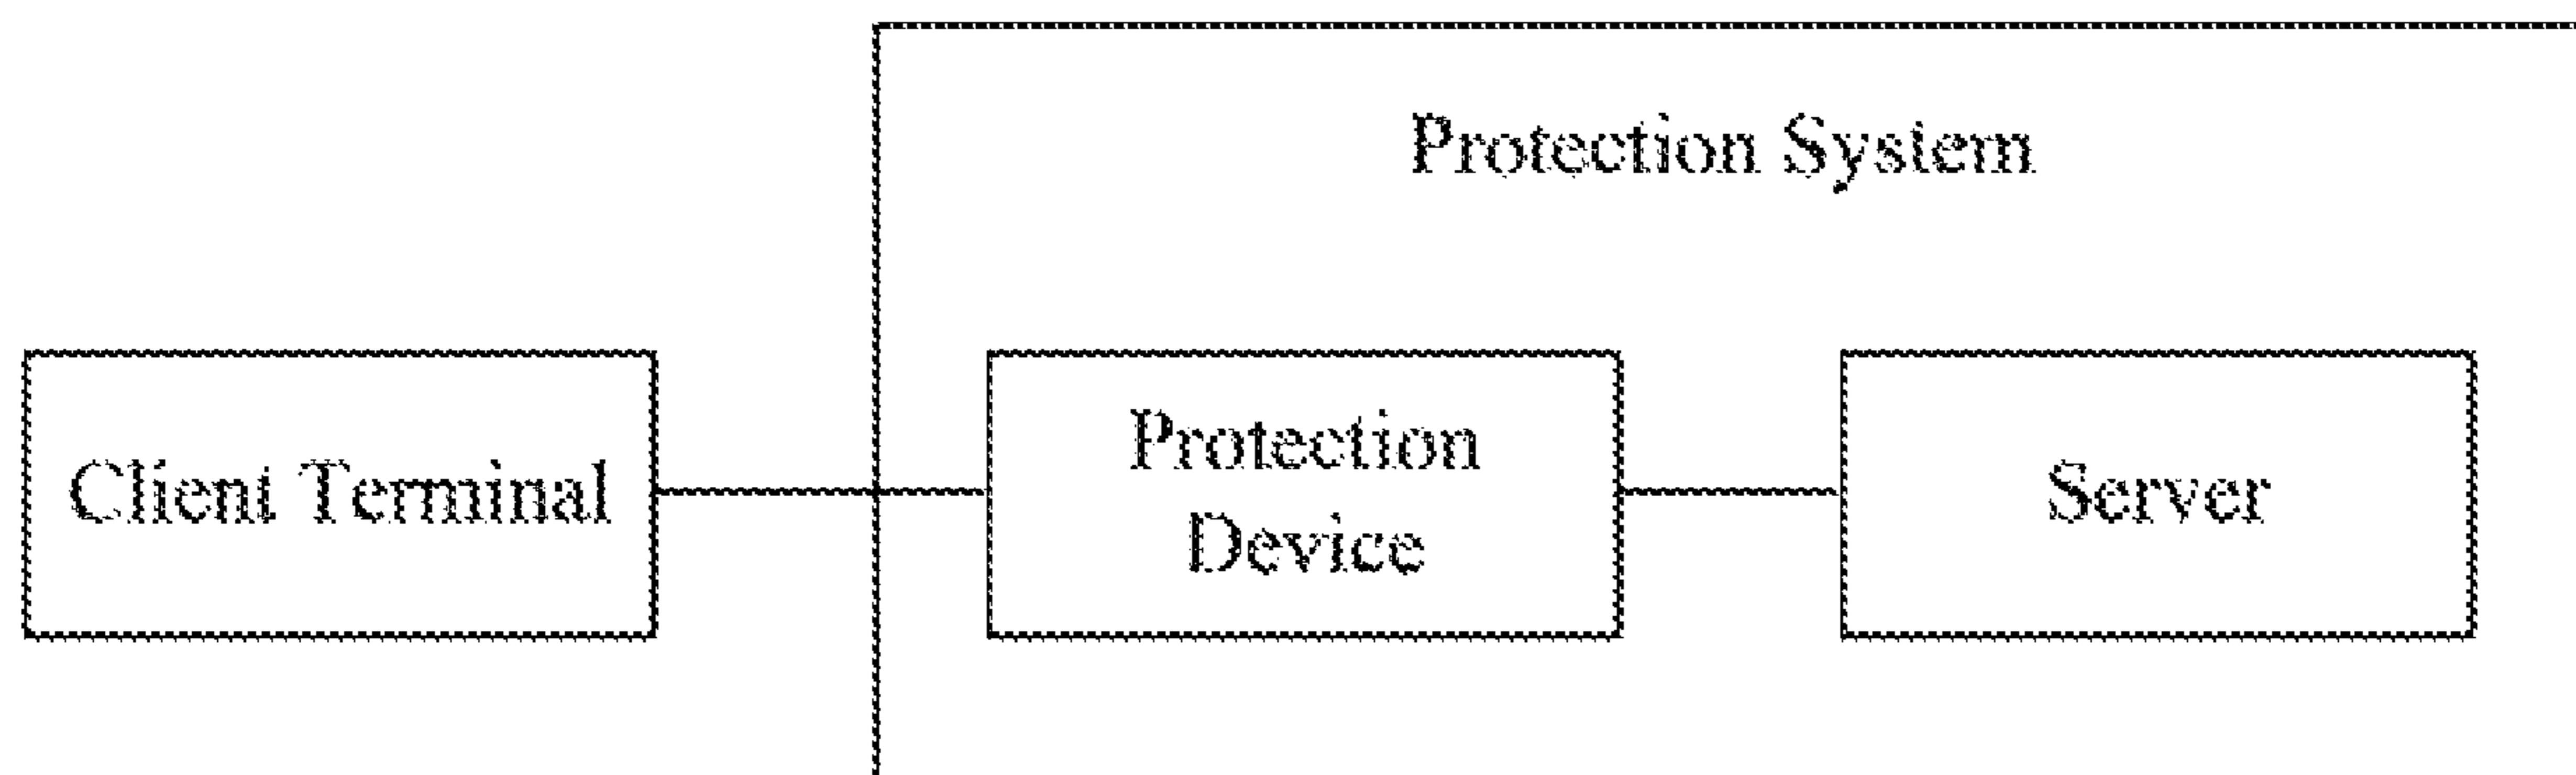 Protection System
Client Terminal
Protection
Device
Server